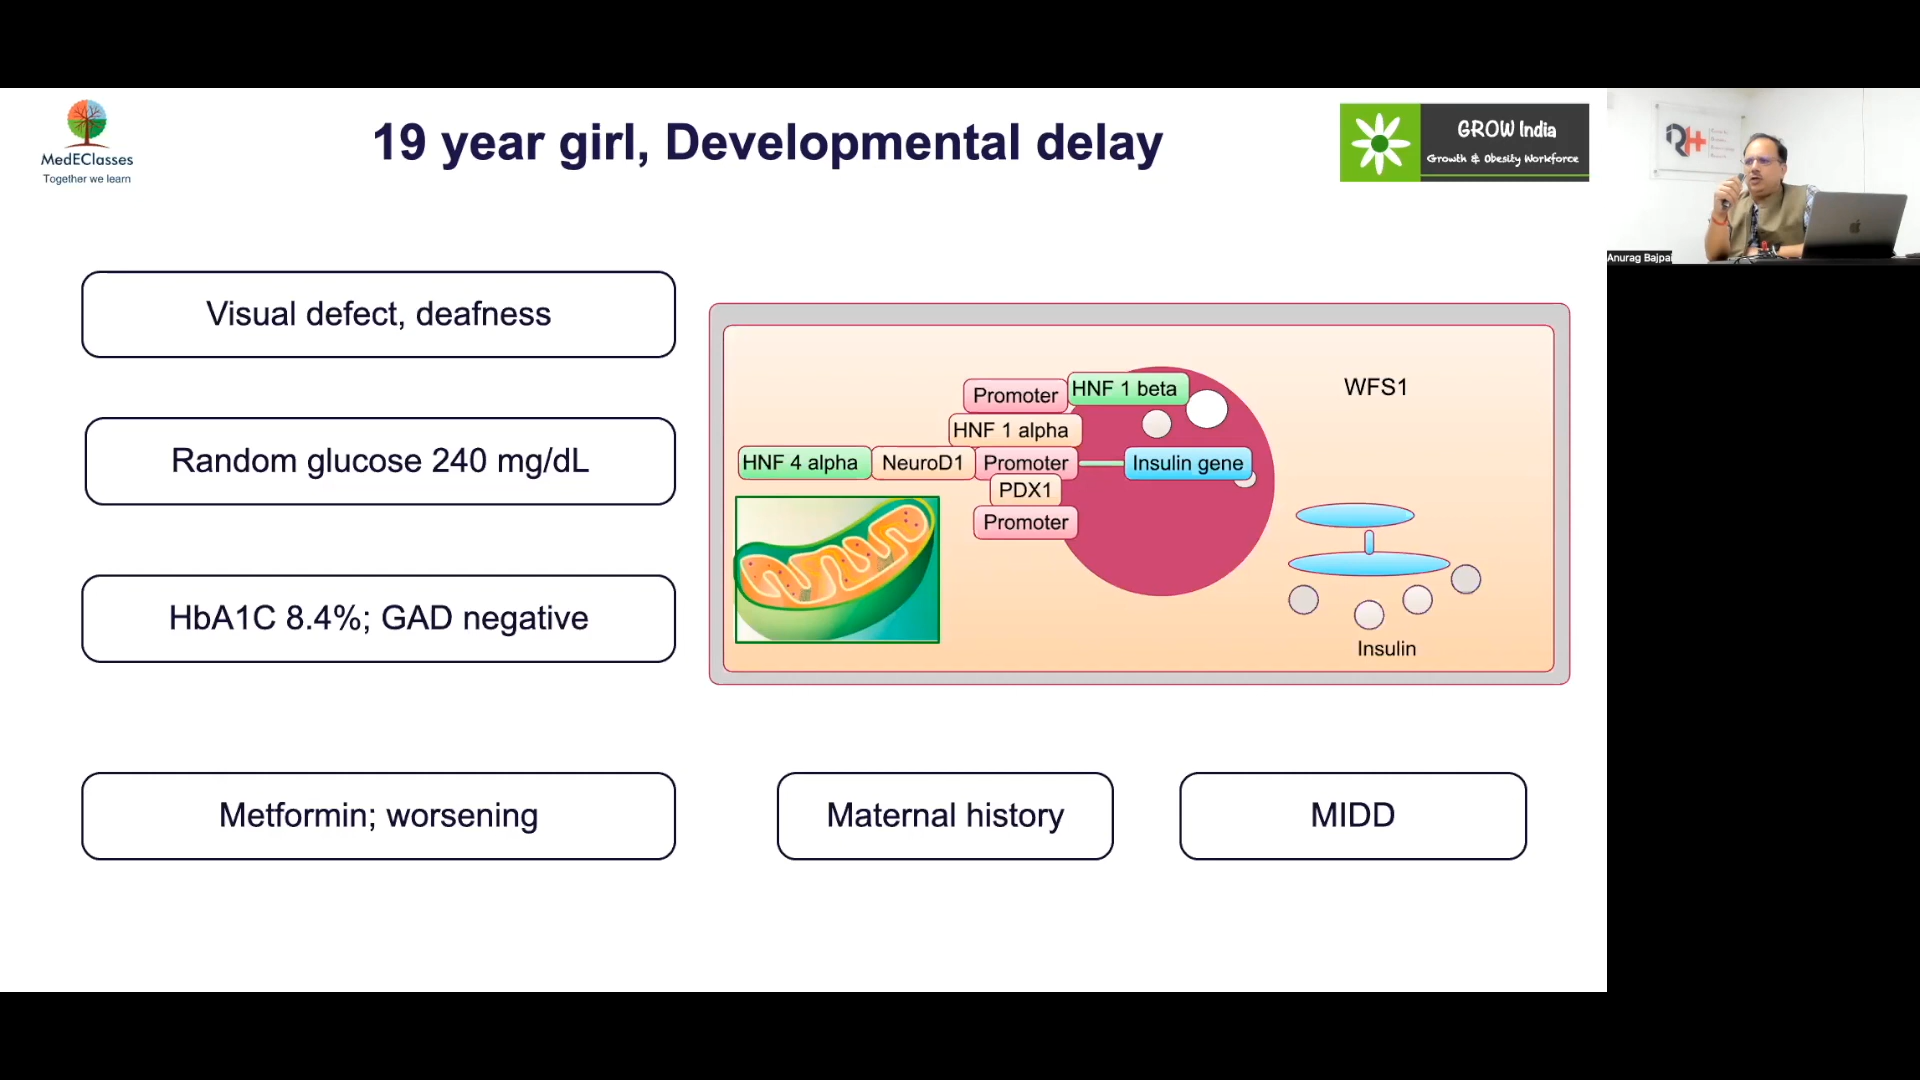 MedEClasses
Together we learn
19 year girl, Developmental delay
GROW India
Growth & Obesity Workforce
Anurag Bajpai
Visual defect, deafness
Random glucose 240 mg/dL
HbA1C 8.4%; GAD negative
Metformin; worsening
Promoter
HNF 1 beta
WFS1
HNF 1 alpha
HNF 4 alpha
NeuroD1
Promoter
Insulin gene
PDX1
Promoter
Insulin
Maternal history
MIDD